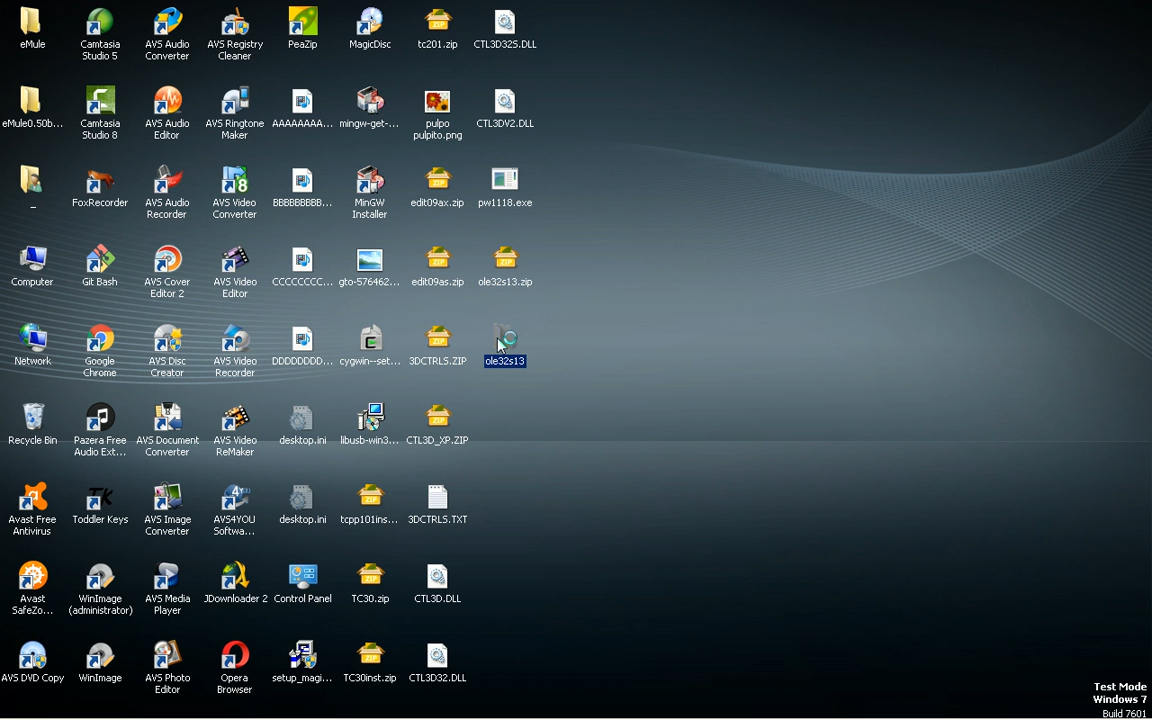 eMule
Camtasia
Studio 5
AVS Audio
Converter
AVS Registry
Cleaner
PeaZip
MagicDisc
tc201.zip
CTL3D32S.DLL
eMule0.50b...
Camtasia
Studio 8
AVS Audio
Editor
AVS Ringtone
Maker
AAAAAAAA...
mingw-get-...
pulpo
pulpito.png
CTL3DV2.DLL
_
FoxRecorder
AVS Audio
Recorder
AVS Video
Converter
BBBBBBBBB...
MinGW
Installer
edit09ax.zip
pw1118.exe
Computer
Git Bash
AVS Cover
Editor 2
AVS Video
Editor
CCCCCCCC...
gto-576462...
edit09as.zip
ole32s13.zip
Network
Google
Chrome
AVS Disc
Creator
AVS Video
Recorder
DDDDDDDD...
cygwin--set...
3DCTRLS.ZIP
ole32s13
Recycle Bin
Pazera Free
Audio Ext...
AVS Document
Converter
AVS Video
ReMaker
desktop.ini
libusb-win3...
CTL3D_XP.ZIP
Avast Free
Antivirus
Toddler Keys
AVS Image
Converter
AVS4YOU
Softwa...
desktop.ini
tcpp101ins...
3DCTRLS.TXT
Avast
SafeZo...
WinImage
(administrator)
AVS Media
Player
JDownloader 2
Control Panel
TC30.zip
CTL3D.DLL
AVS DVD Copy
WinImage
AVS Photo
Editor
Opera
Browser
setup_magi...
TC30inst.zip
CTL3D32.DLL
Test Mode
Windows 7
Build 7601